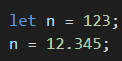 let n = 123;
n = 12.345;